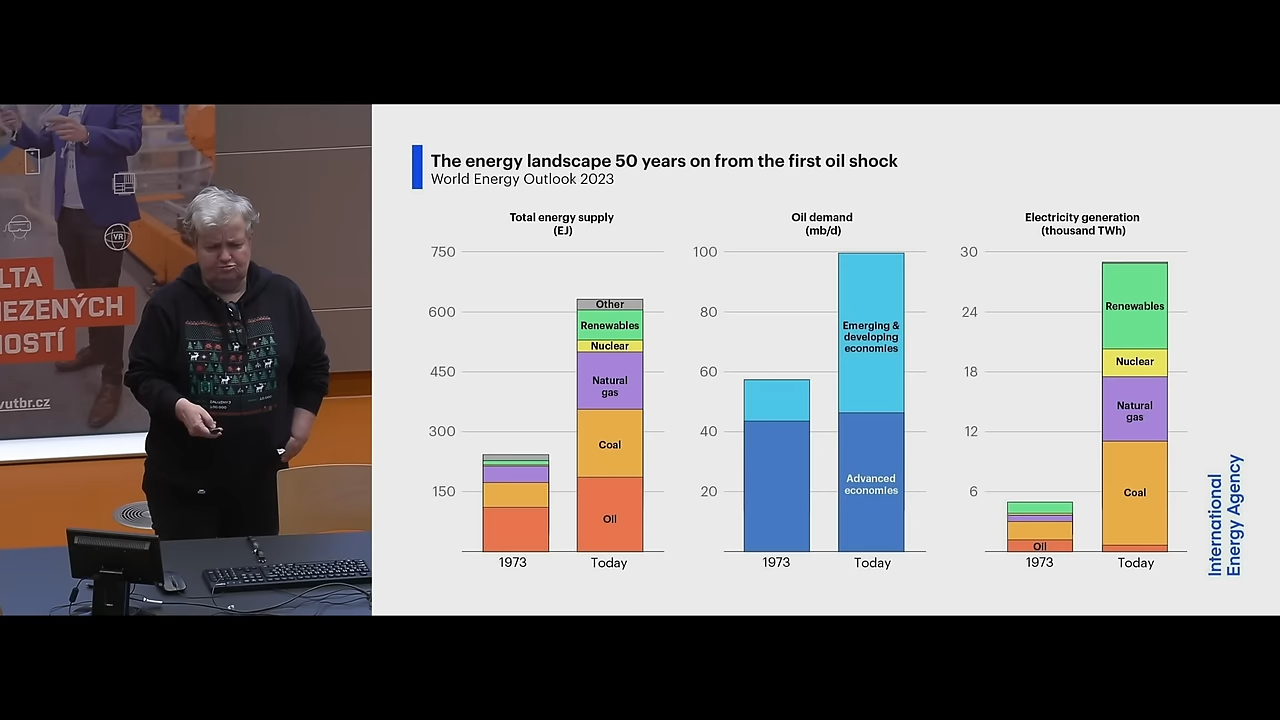 LTA
MEZENÝCH
NOSTÍ
vutbr.cz
VR
The energy landscape 50 years on from the first oil shock
World Energy Outlook 2023
Total energy supply
(EJ)
750
600
450
300
150
Other
Renewables
Nuclear
Natural
gas
Coal
Oil
1973
Today
Oil demand
(mb/d)
100
80
60
40
20
Emerging &
developing
economies
Advanced
economies
1973
Today
Electricity generation
(thousand TWh)
30
24
18
12
6
Renewables
Nuclear
Natural
gas
Coal
Oil
1973
Today
International
Energy Agency